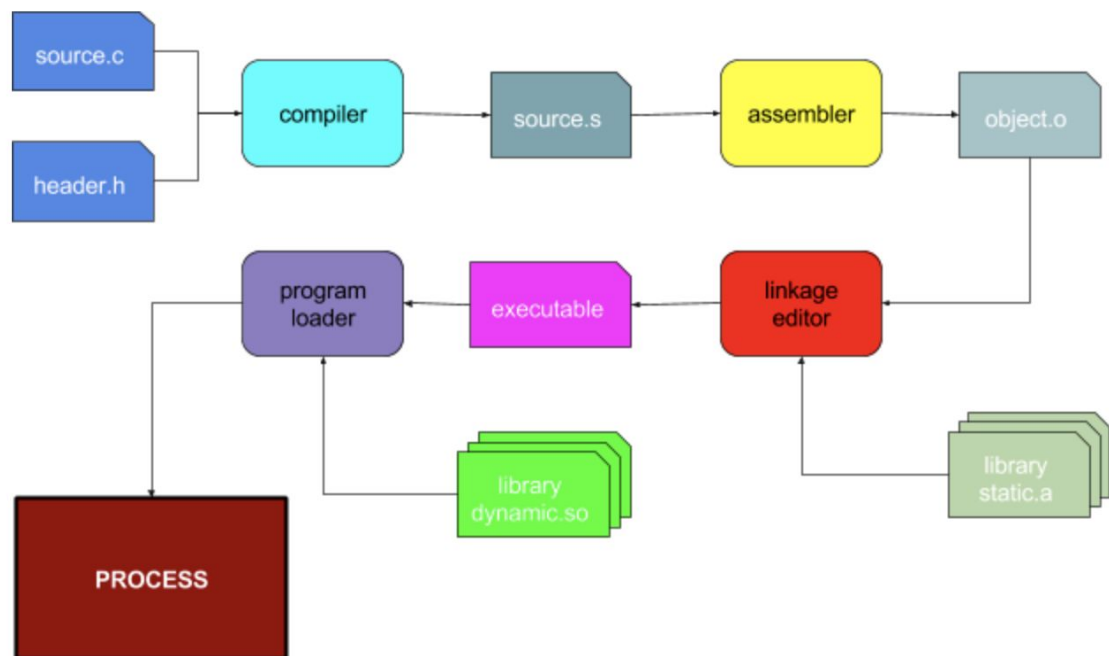 source.c
compiler
source.s
assembler
object.o
header.h
program
loader
executable
linkage
editor
library
dynamic.so
library
static.a
PROCESS